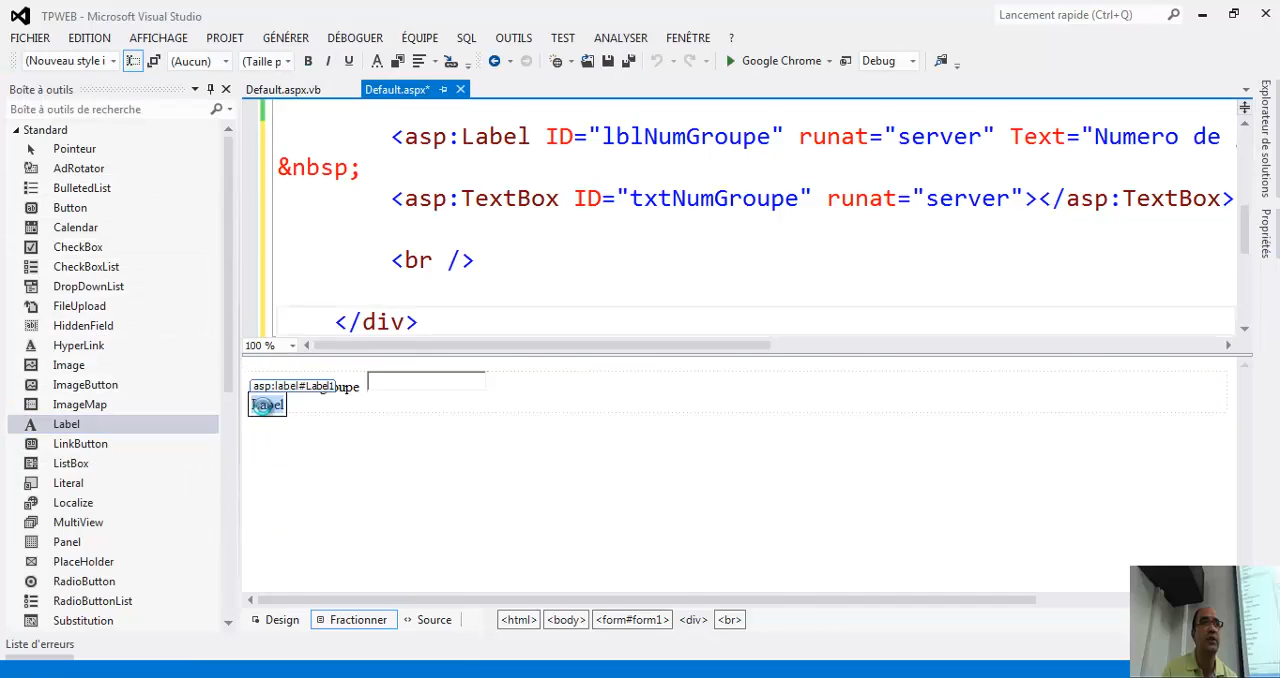 TPWEB - Microsoft Visual Studio
Lancement rapide (Ctrl+Q)
FICHIER EDITION AFFICHAGE PROJET GÉNÉRER DÉBOGUER ÉQUIPE SQL OUTILS TEST ANALYSER FENÊTRE ?
(Nouveau style i (Aucun) (Taille p B I U A Google Chrome Debug
Boîte à outils
Default.aspx.vb Default.aspx*
Boîte à outils de recherche
Standard
Pointeur
AdRotator
BulletedList
Button
Calendar
CheckBox
CheckBoxList
DropDownList
FileUpload
HiddenField
HyperLink
Image
ImageButton
ImageMap
A Label
LinkButton
ListBox
Literal
Localize
MultiView
Panel
PlaceHolder
RadioButton
RadioButtonList
Substitution
<asp:Label ID="lblNumGroupe" runat="server" Text="Numero de
&nbsp;
<asp:TextBox ID="txtNumGroupe" runat="server"></asp:TextBox>
<br />
</div>
100 %
asp:label#Label1 oupe
Label
Design Fractionner Source <html> <body> <form#form1> <div> <br>
Liste d'erreurs
Explorateur de solutions
Propriétés